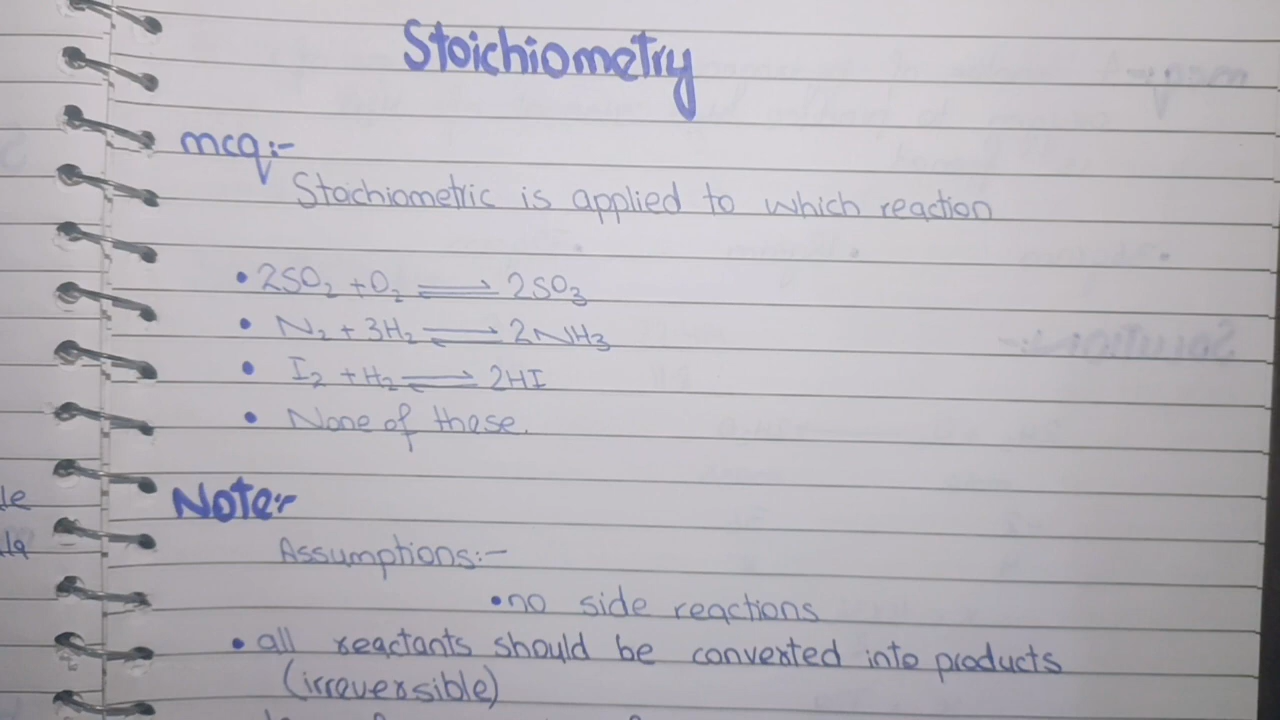 Stoichiometry
mcq:-
Stachiometric is applied to which reaction
• 2SO₂ + O₂ ⇌ 2SO₃
• N₂ + 3H₂ ⇌ 2NH₃
• I₂ + H₂ ⇌ 2HI
• None of these.
Note:-
Assumptions:-
• no side reactions
• all reactants should be converted into products
(irreversible)